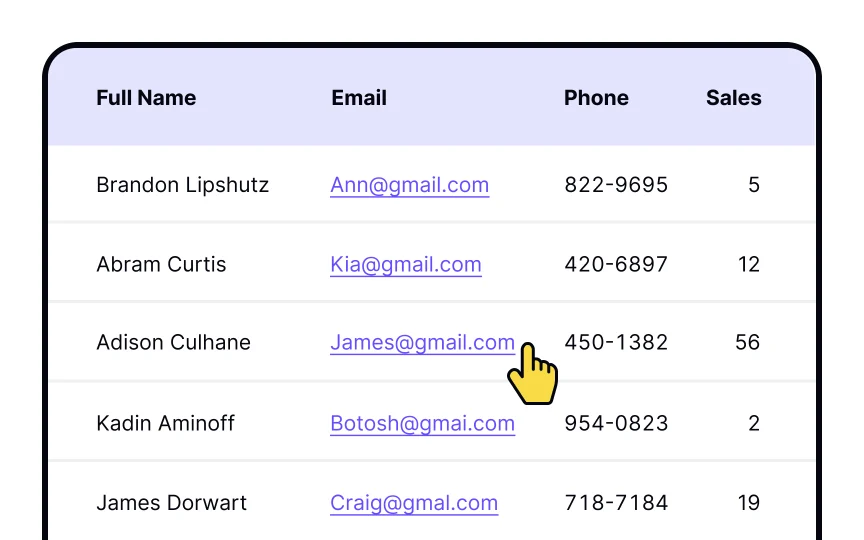 Full Name Email Phone Sales
Brandon Lipshutz Ann@gmail.com 822-9695 5
Abram Curtis Kia@gmail.com 420-6897 12
Adison Culhane James@gmail.com 450-1382 56
Kadin Aminoff Botosh@gmai.com 954-0823 2
James Dorwart Craig@gmal.com 718-7184 19